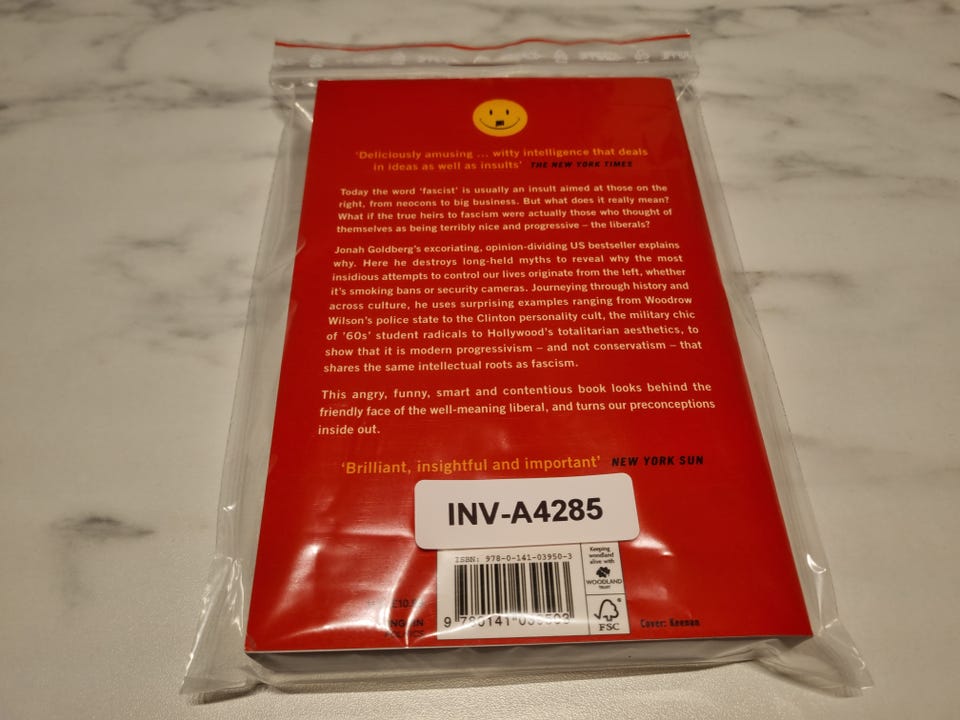 'Deliciously amusing ... witty intelligence that deals
in ideas as well as insults' THE NEW YORK TIMES
Today the word 'fascist' is usually an insult aimed at those on the
right, from neocons to big business. But what does it really mean?
What if the true heirs to fascism were actually those who thought of
themselves as being terribly nice and progressive – the liberals?
Jonah Goldberg's excoriating, opinion-dividing US bestseller explains
why. Here he destroys long-held myths to reveal why the most
insidious attempts to control our lives originate from the left, whether
it's smoking bans or security cameras. Journeying through history and
across culture, he uses surprising examples ranging from Woodrow
Wilson's police state to the Clinton personality cult, the military chic
of '60s' student radicals to Hollywood's totalitarian aesthetics, to
show that it is modern progressivism – and not conservatism – that
shares the same intellectual roots as fascism.
This angry, funny, smart and contentious book looks behind the
friendly face of the well-meaning liberal, and turns our preconceptions
inside out.
'Brilliant, insightful and important' NEW YORK SUN
INV-A4285
ISBN: 978-0-141-03950-3
Keeping
woodland
alive with
WOODLAND
TRUST
FSC
Cover: Keenan